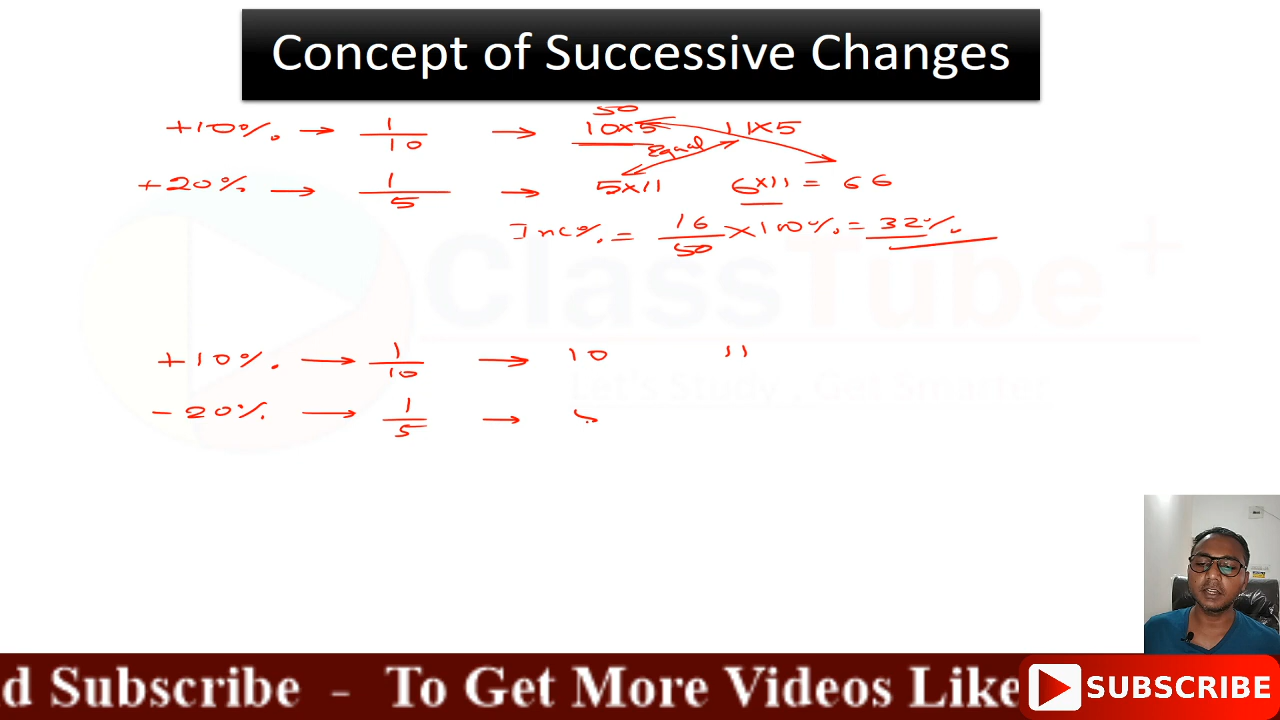 Concept of Successive Changes
50
+10% → 1/10 → 10×5 11×5
Equal
+20% → 1/5 → 5×11 6×11 = 66
Inc% = 16/50 × 100% = 32%
ClassTube+
+10% → 1/10 → 10 11
Let's Study , Get Smarter
-20% → 1/5 →
d Subscribe - To Get More Videos Like
SUBSCRIBE